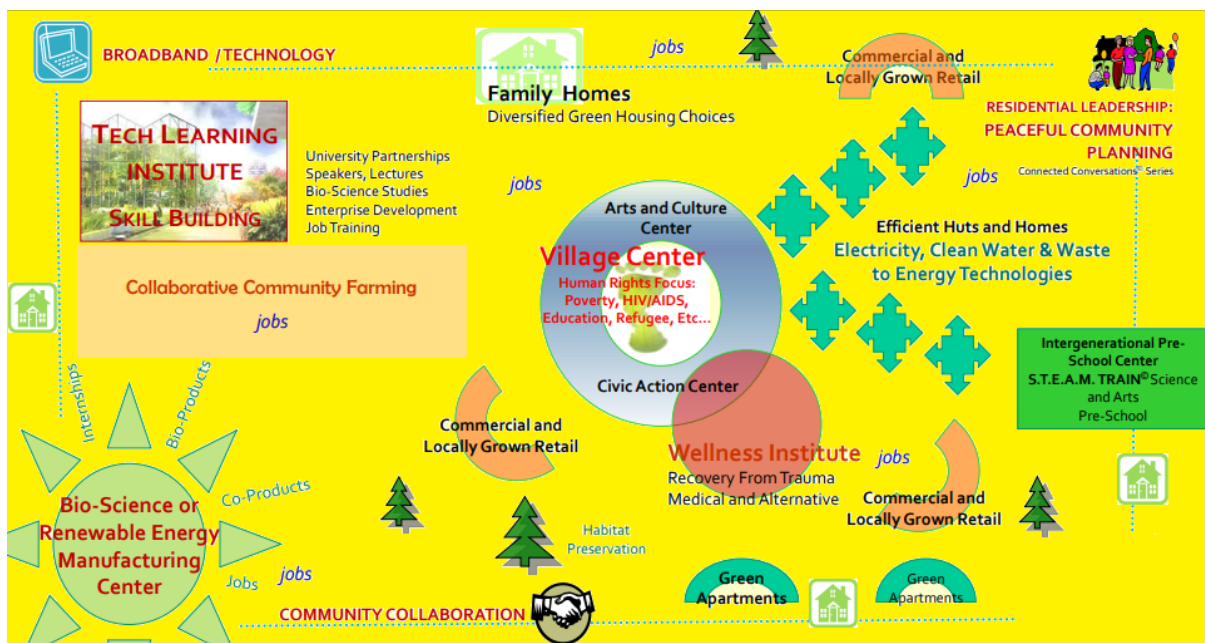 BROADBAND /TECHNOLOGY
jobs
Commercial and
Locally Grown Retail
Family Homes
Diversified Green Housing Choices
RESIDENTIAL LEADERSHIP:
PEACEFUL COMMUNITY
PLANNING
Connected Conversations© Series
TECH LEARNING
INSTITUTE
SKILL BUILDING
University Partnerships
Speakers, Lectures
Bio-Science Studies
Enterprise Development
Job Training
jobs
jobs
Arts and Culture
Center
Village Center
Human Rights Focus:
Poverty, HIV/AIDS,
Education, Refugee, Etc...
Civic Action Center
Efficient Huts and Homes
Electricity, Clean Water & Waste
to Energy Technologies
Collaborative Community Farming
jobs
Intergenerational Pre-
School Center
S.T.E.A.M. TRAIN© Science
and Arts
Pre-School
Internships
Bio-Products
Co-Products
Jobs
jobs
Bio-Science or
Renewable Energy
Manufacturing
Center
Commercial and
Locally Grown Retail
Wellness Institute
Recovery From Trauma
Medical and Alternative
jobs
Commercial and
Locally Grown Retail
Habitat
Preservation
Green
Apartments
Green
Apartments
COMMUNITY COLLABORATION